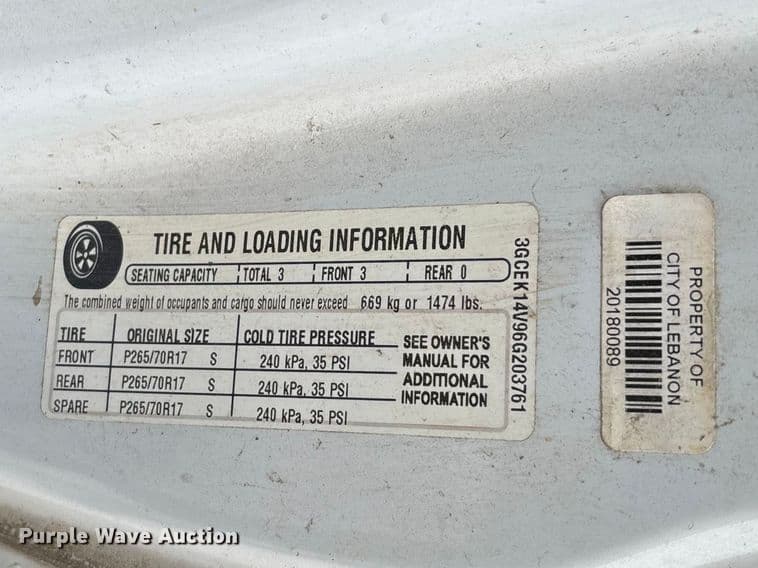 TIRE AND LOADING INFORMATION
SEATING CAPACITY TOTAL 3 FRONT 3 REAR 0
The combined weight of occupants and cargo should never exceed 669 kg or 1474 lbs.
TIRE ORIGINAL SIZE COLD TIRE PRESSURE
FRONT P265/70R17 S 240 kPa, 35 PSI
REAR P265/70R17 S 240 kPa, 35 PSI
SPARE P265/70R17 S 240 kPa, 35 PSI
SEE OWNER'S
MANUAL FOR
ADDITIONAL
INFORMATION
3GCEK14V96G203761
PROPERTY OF
CITY OF LEBANON
20180089
Purple Wave Auction